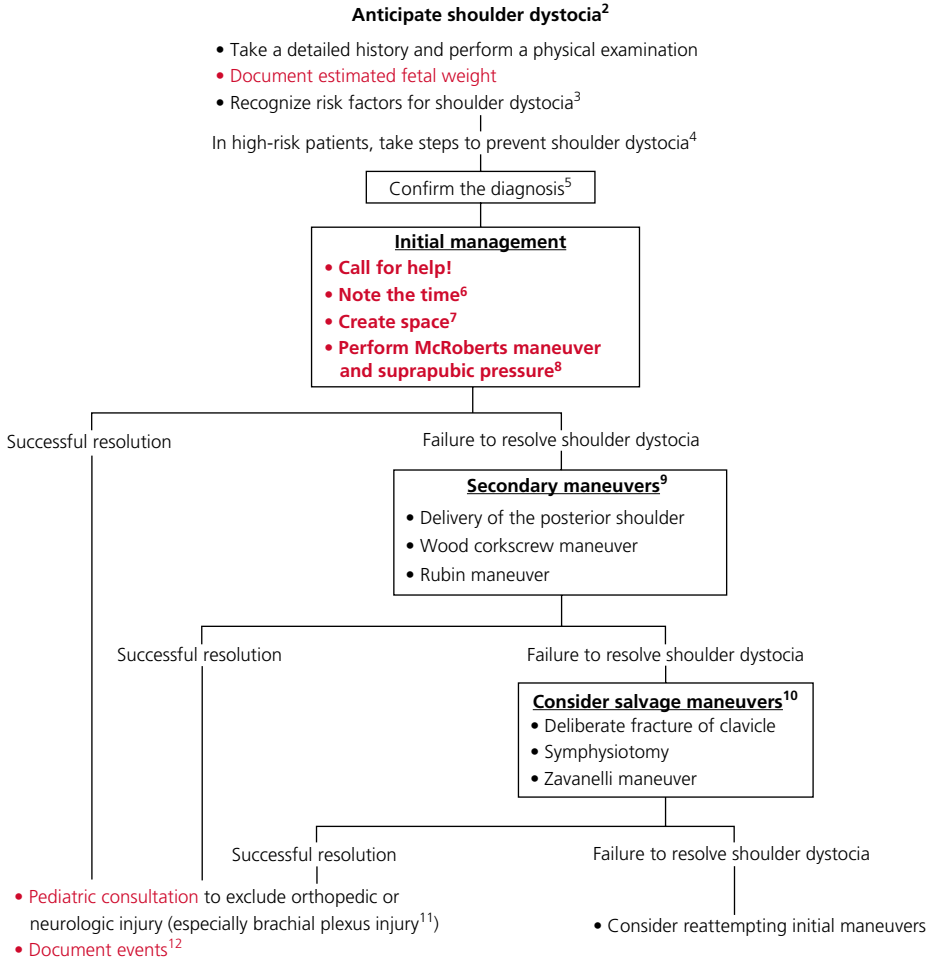 Anticipate shoulder dystocia2
• Take a detailed history and perform a physical examination
• Document estimated fetal weight
• Recognize risk factors for shoulder dystocia3
In high-risk patients, take steps to prevent shoulder dystocia4
Confirm the diagnosis5
Initial management
• Call for help!
• Note the time6
• Create space7
• Perform McRoberts maneuver
and suprapubic pressure8
Successful resolution
Failure to resolve shoulder dystocia
Secondary maneuvers9
• Delivery of the posterior shoulder
• Wood corkscrew maneuver
• Rubin maneuver
Successful resolution
Failure to resolve shoulder dystocia
Consider salvage maneuvers10
• Deliberate fracture of clavicle
• Symphysiotomy
• Zavanelli maneuver
Successful resolution
Failure to resolve shoulder dystocia
• Pediatric consultation to exclude orthopedic or
neurologic injury (especially brachial plexus injury11)
• Document events12
• Consider reattempting initial maneuvers